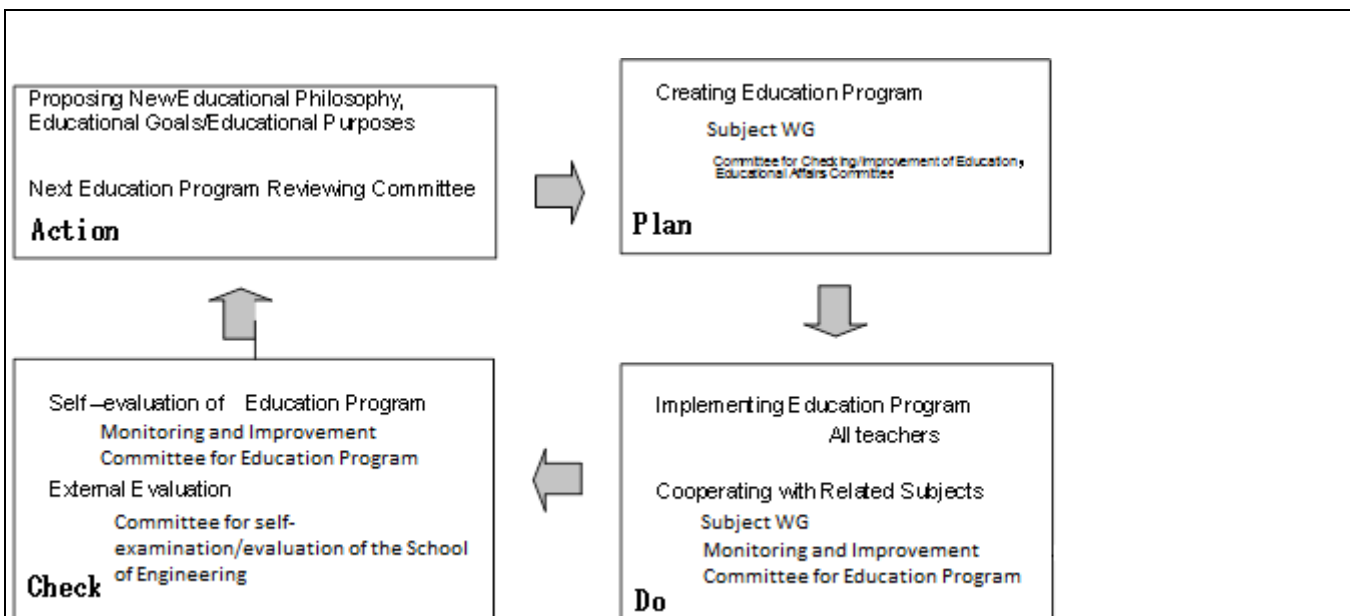 Proposing New Educational Philosophy,
Educational Goals/Educational Purposes
Next Education Program Reviewing Committee
Action
Creating Education Program
Subject WG
Committee for Checking/Improvement of Education,
Educational Affairs Committee
Plan
Self-evaluation of Education Program
Monitoring and Improvement
Committee for Education Program
External Evaluation
Committee for self-
examination/evaluation of the School
of Engineering
Check
Implementing Education Program
All teachers
Cooperating with Related Subjects
Subject WG
Monitoring and Improvement
Committee for Education Program
Do